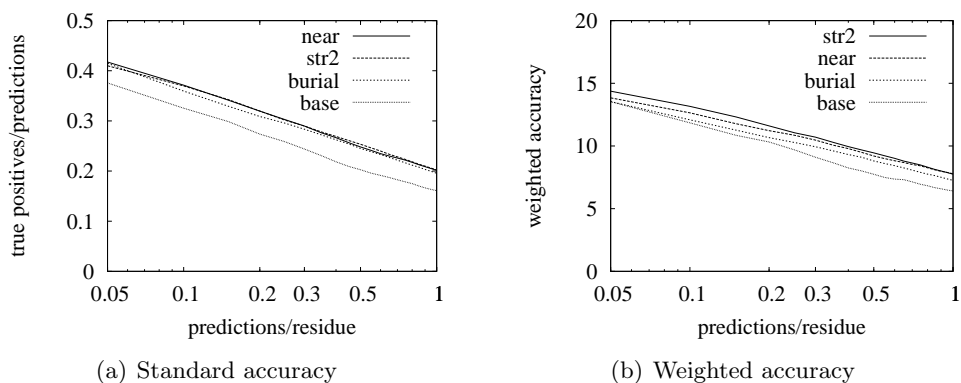 0.5
0.4
0.3
0.2
0.1
0
true positives/predictions
near
str2
burial
base
0.05
0.1
0.2
0.3
0.5
1
predictions/residue
(a) Standard accuracy
20
15
10
5
0
weighted accuracy
str2
near
burial
base
0.05
0.1
0.2
0.3
0.5
1
predictions/residue
(b) Weighted accuracy